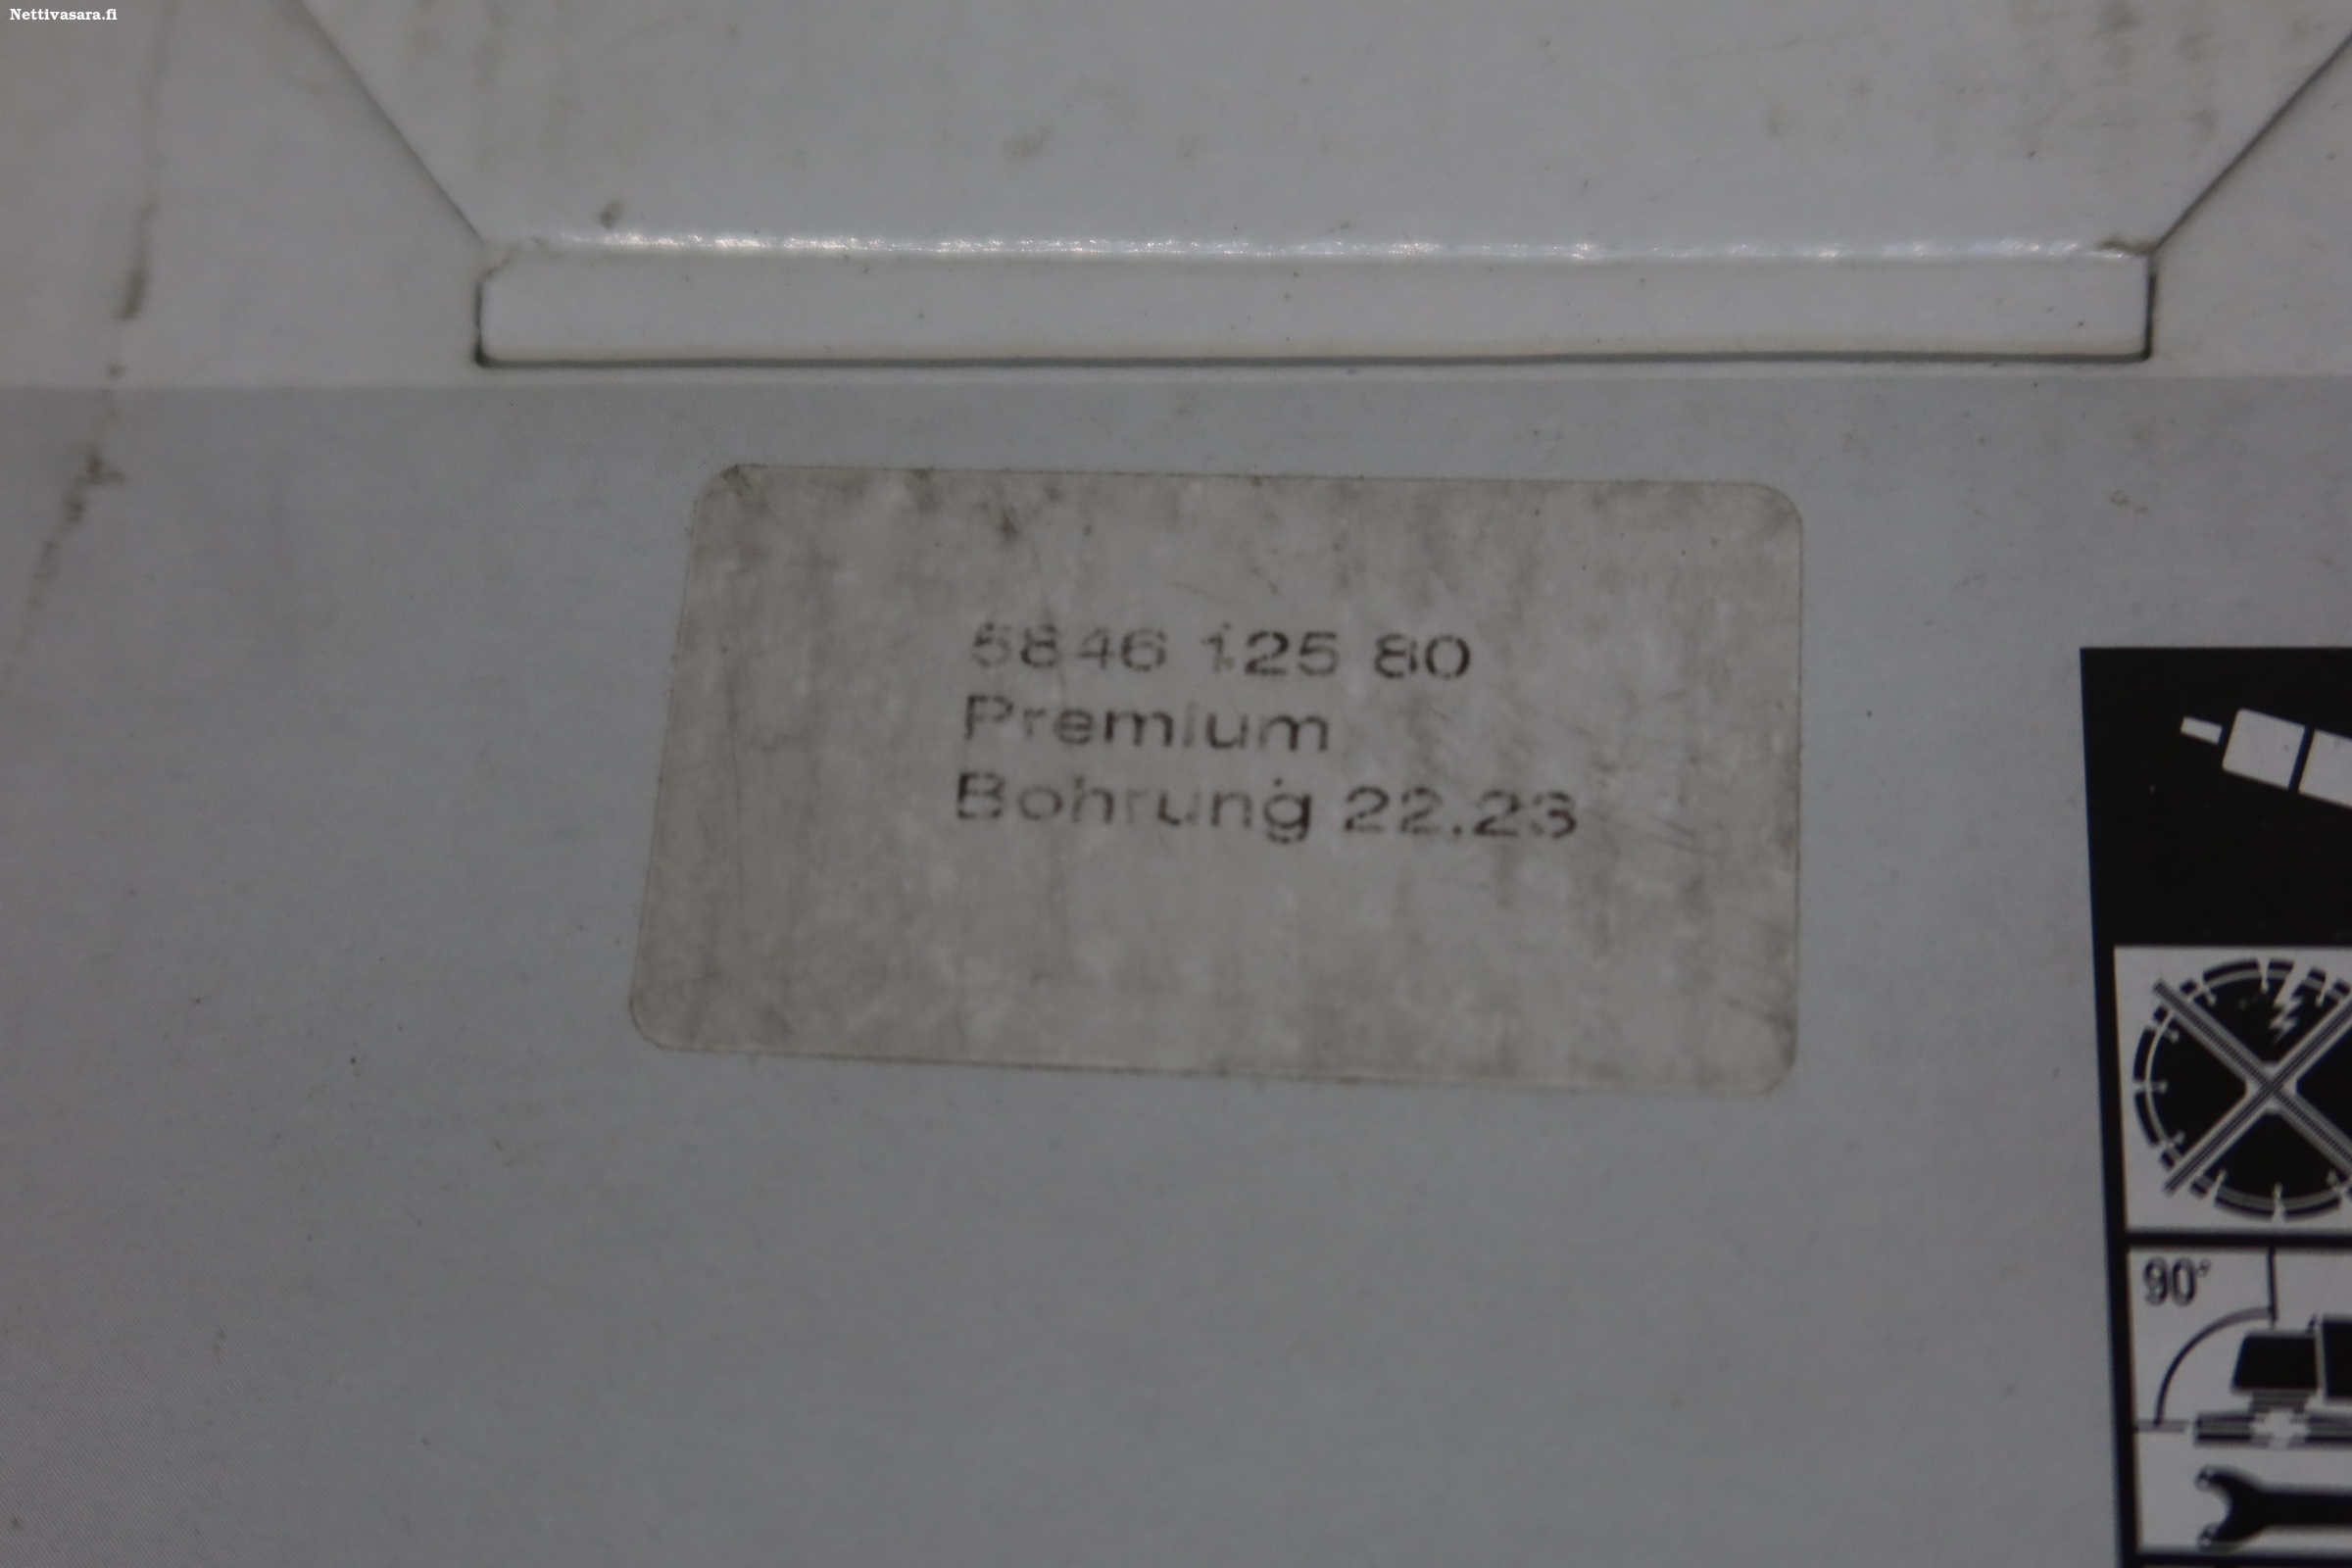 Nettivasara.fi
5846 125 80
Premium
Bohrung 22.23
90°